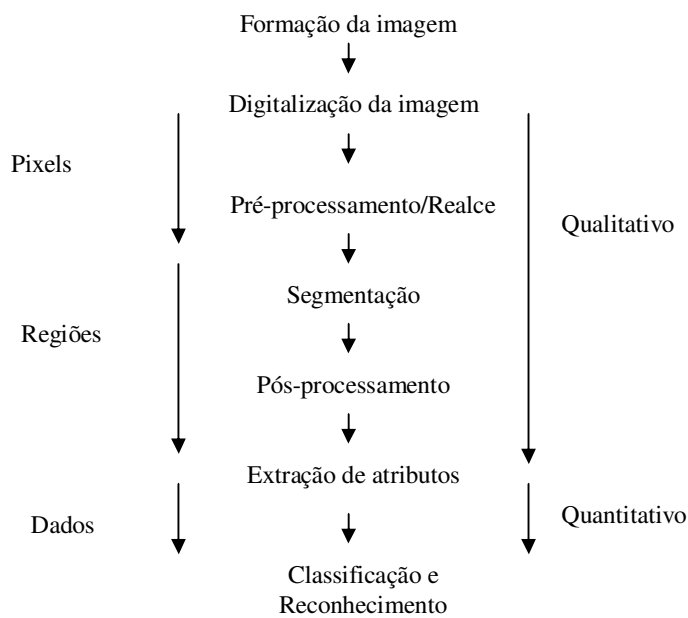 Formação da imagem
Digitalização da imagem
Pixels
Pré-processamento/Realce
Qualitativo
Segmentação
Regiões
Pós-processamento
Extração de atributos
Dados
Quantitativo
Classificação e
Reconhecimento